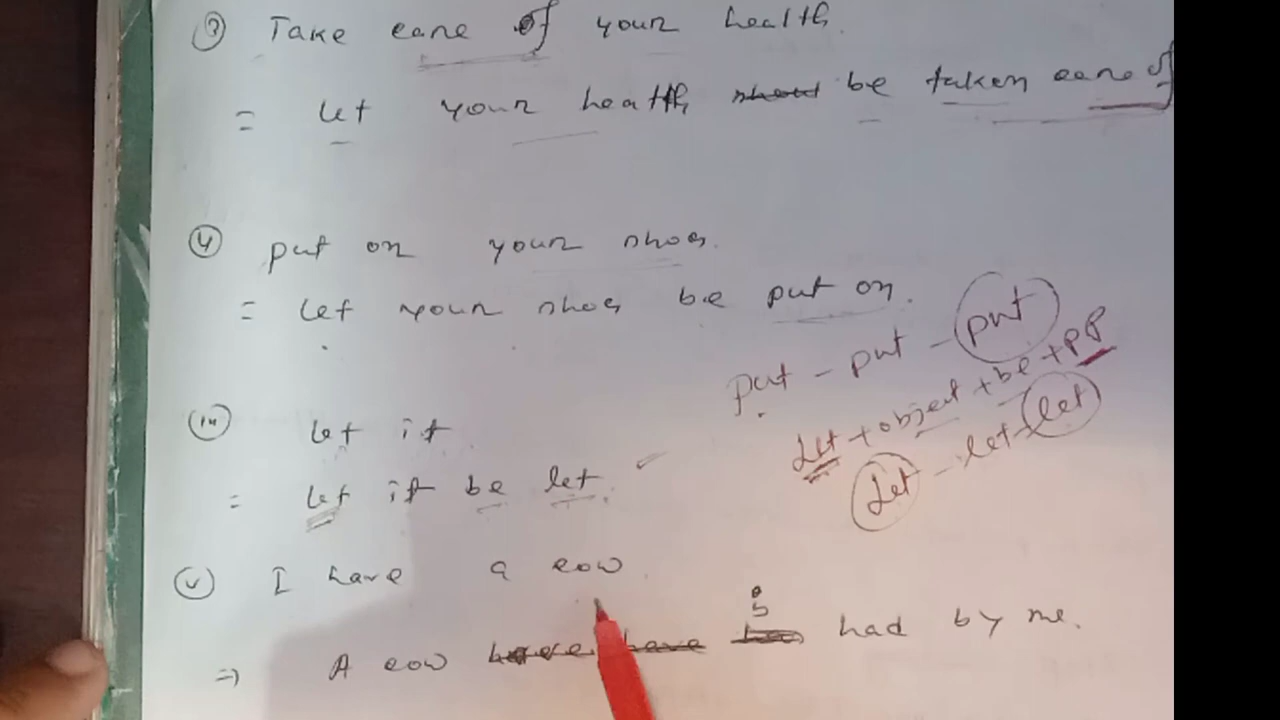 ③ Take care of your health.
= let your health be taken care of
④ put on your shoes.
= Let your shoes be put on.
put - put - put
Let + object + be + PP
Let - let - let
let it
= let it be let.
ⓥ I have a cow.
⇒ A cow is had by me.